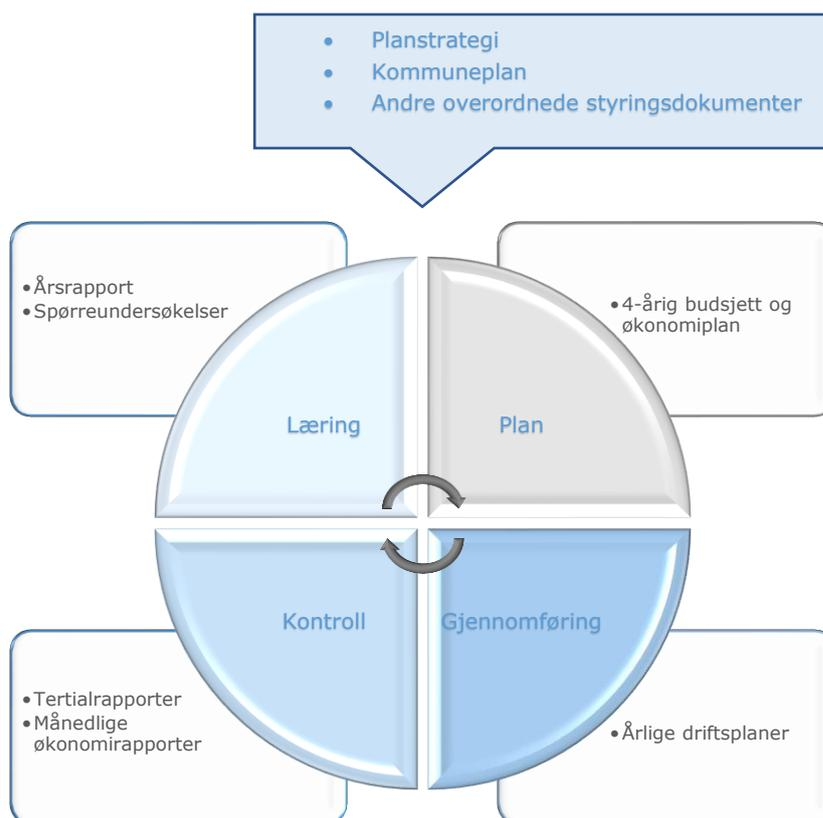 • Planstrategi
• Kommuneplan
• Andre overordnede styringsdokumenter
• Årsrapport
• Spørreundersøkelser
• 4-årig budsjett og
økonomiplan
Læring
Plan
Kontroll
Gjennomføring
• Tertialrapporter
• Månedlige
økonomirapporter
• Årlige driftsplaner